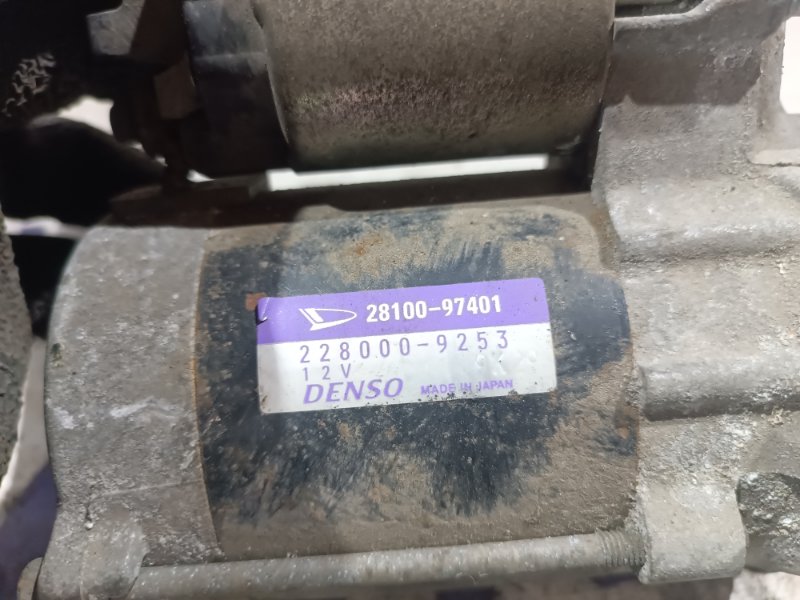 28100-97401
228000-9253
12V
DENSO MADE IN JAPAN